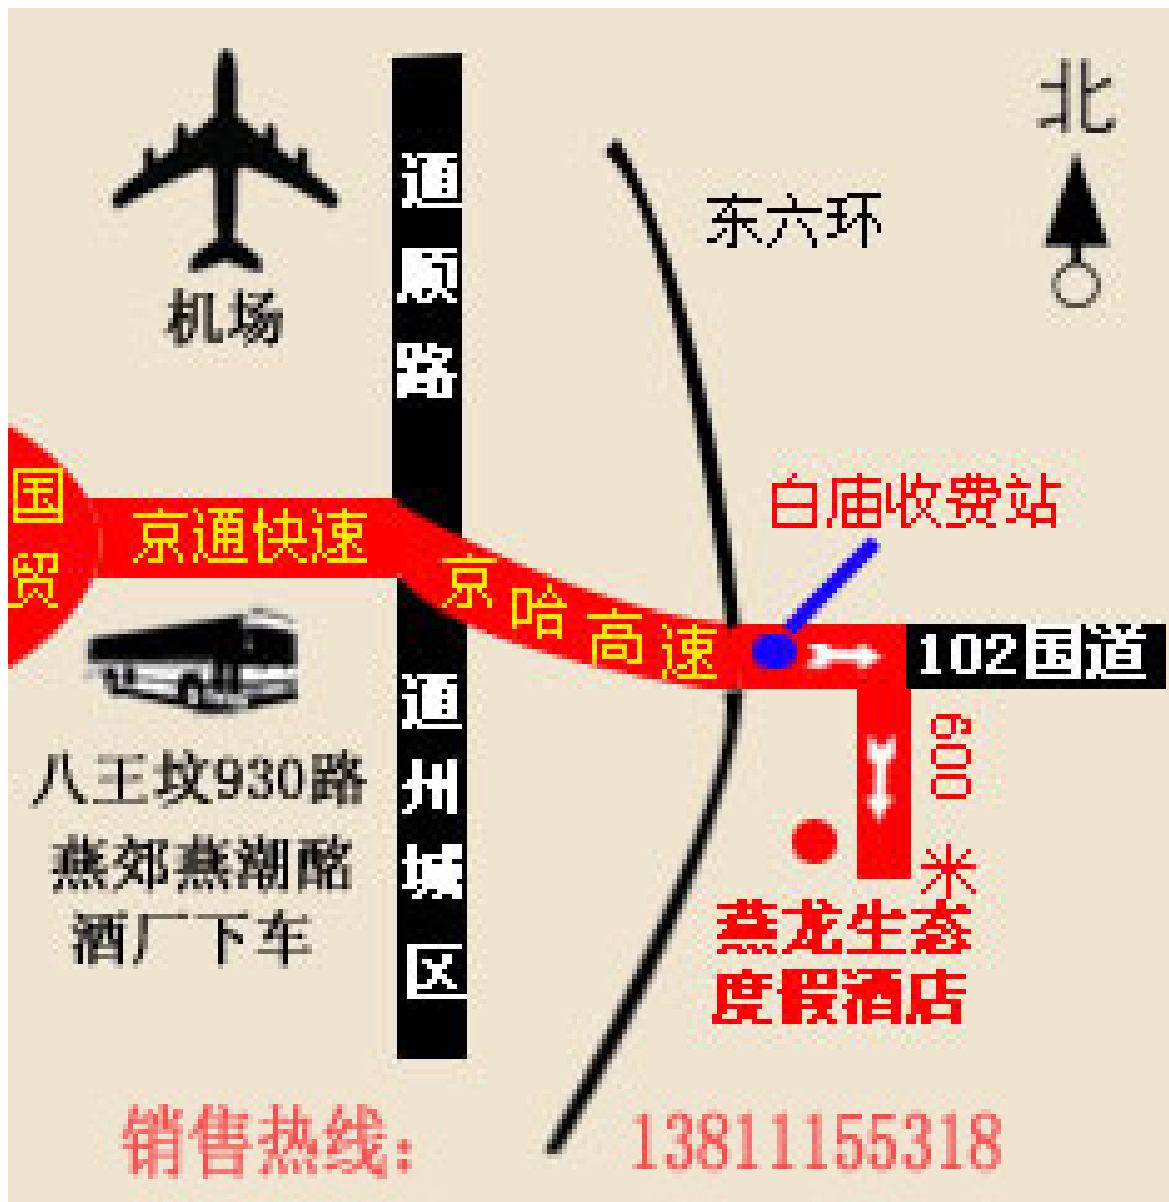 北
东六环
机场
通顺路
白庙收费站
国贸
京通快速
京哈高速
102国道
八王坟930路
燕郊燕潮酩
酒厂下车
通州城区
600米
燕龙生态
度假酒店
销售热线: 13811155318